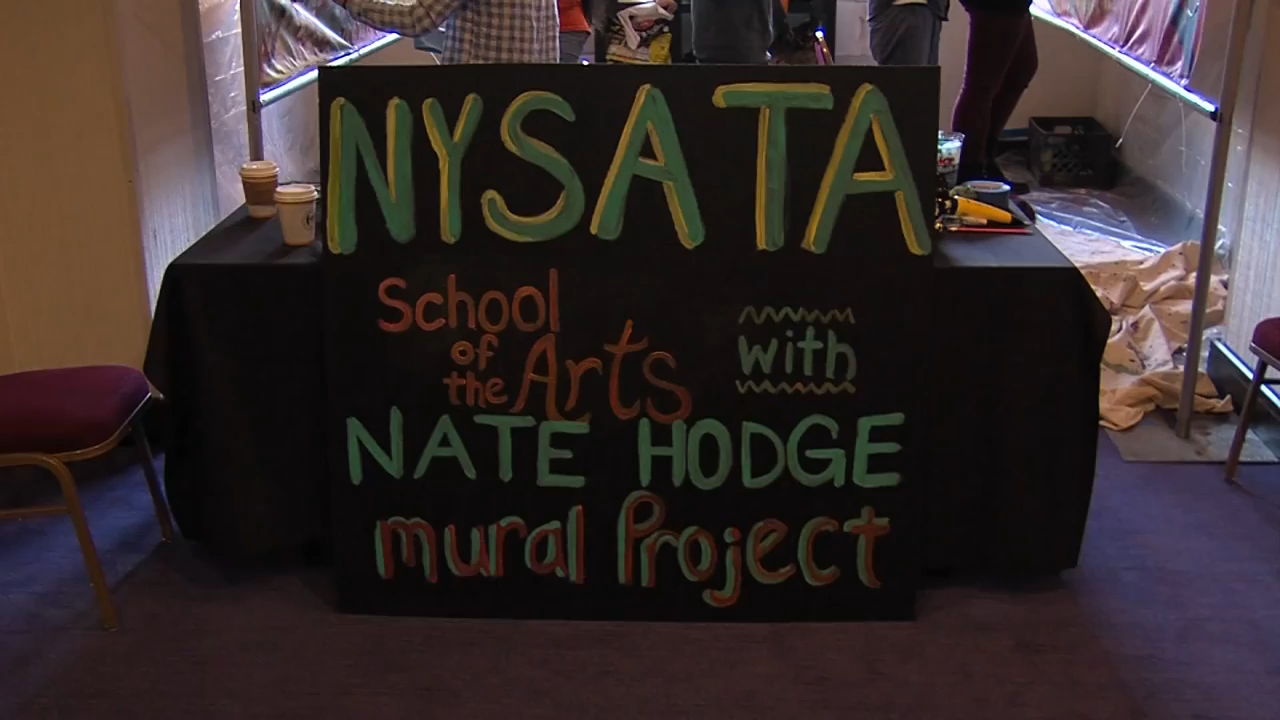 NYSATA
School
of
the Arts
with
NATE HODGE
mural Project